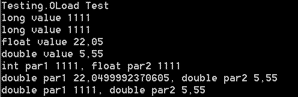 Testing.OLoad Test
long value 1111
long value 1111
float value 22,05
double value 5,55
int par1 1111, float par2 1111
double par1 22,0499992370605, double par2 5,55
double par1 1111, double par2 5,55